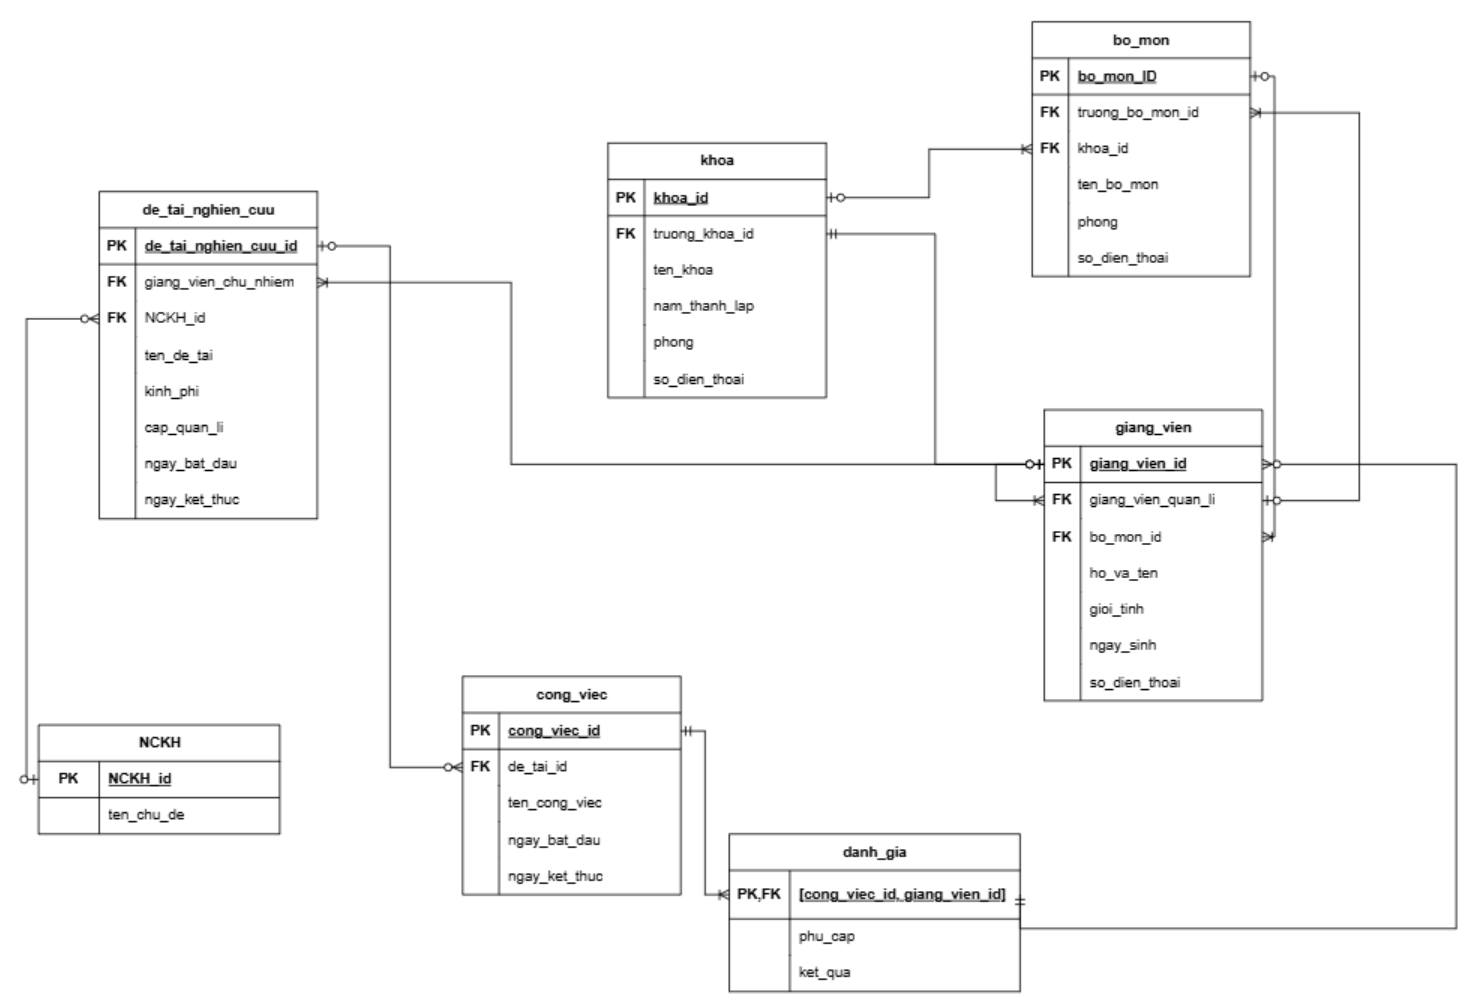 bo_mon
PK bo_mon_ID
FK truong_bo_mon_id
FK khoa_id
ten_bo_mon
phong
so_dien_thoai
khoa
PK khoa_id
FK truong_khoa_id
ten_khoa
nam_thanh_lap
phong
so_dien_thoai
de_tai_nghien_cuu
PK de_tai_nghien_cuu_id
FK giang_vien_chu_nhiem
FK NCKH_id
ten_de_tai
kinh_phi
cap_quan_li
ngay_bat_dau
ngay_ket_thuc
giang_vien
PK giang_vien_id
FK giang_vien_quan_li
FK bo_mon_id
ho_va_ten
gioi_tinh
ngay_sinh
so_dien_thoai
cong_viec
PK cong_viec_id
FK de_tai_id
ten_cong_viec
ngay_bat_dau
ngay_ket_thuc
NCKH
PK NCKH_id
ten_chu_de
danh_gia
PK,FK [cong_viec_id, giang_vien_id]
phu_cap
ket_qua